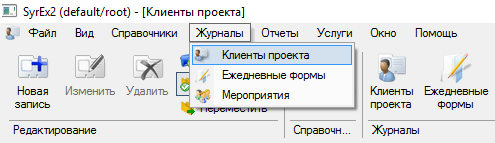 SyrEx2 (default/root) - [Клиенты проекта]
Файл Вид Справочники Журналы Отчеты Услуги Окно Помощь
Клиенты проекта
Ежедневные формы
Мероприятия
Новая запись
Изменить
Удалить
Переместить
Клиенты проекта
Ежедневные формы
Редактирование
Справочн...
Журналы